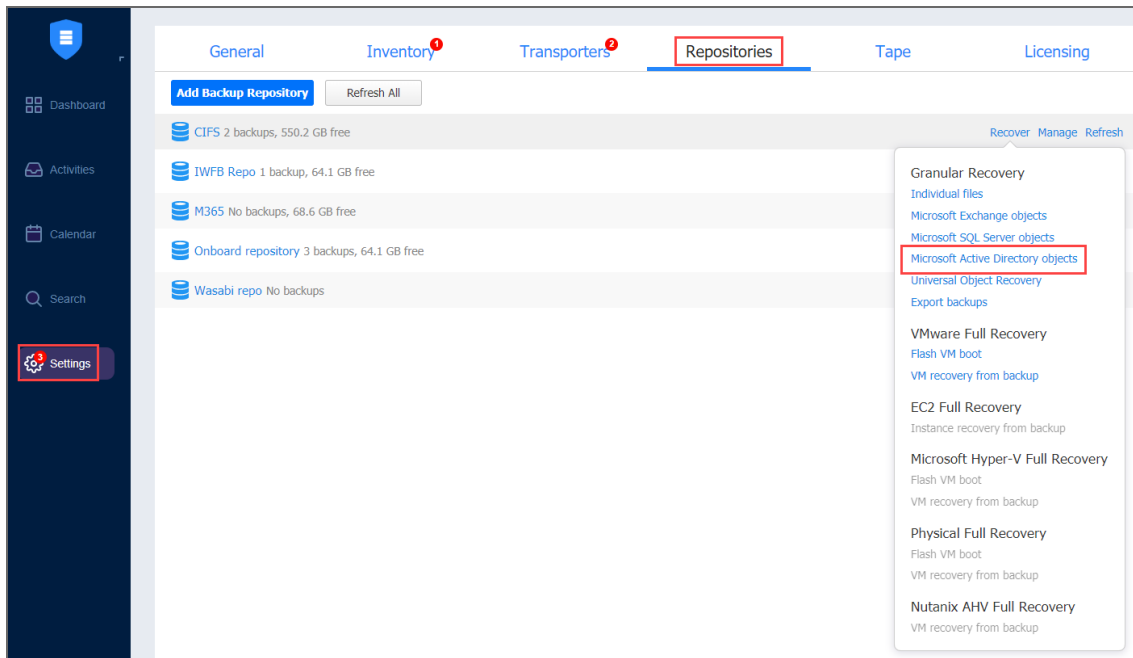 General
Inventory 1
Transporters 2
Repositories
Tape
Licensing
Add Backup Repository
Refresh All
Dashboard
Activities
Calendar
Search
3 Settings
CIFS 2 backups, 550.2 GB free
Recover Manage Refresh
IWFB Repo 1 backup, 64.1 GB free
M365 No backups, 68.6 GB free
Onboard repository 3 backups, 64.1 GB free
Wasabi repo No backups
Granular Recovery
Individual files
Microsoft Exchange objects
Microsoft SQL Server objects
Microsoft Active Directory objects
Universal Object Recovery
Export backups
VMware Full Recovery
Flash VM boot
VM recovery from backup
EC2 Full Recovery
Instance recovery from backup
Microsoft Hyper-V Full Recovery
Flash VM boot
VM recovery from backup
Physical Full Recovery
Flash VM boot
VM recovery from backup
Nutanix AHV Full Recovery
VM recovery from backup